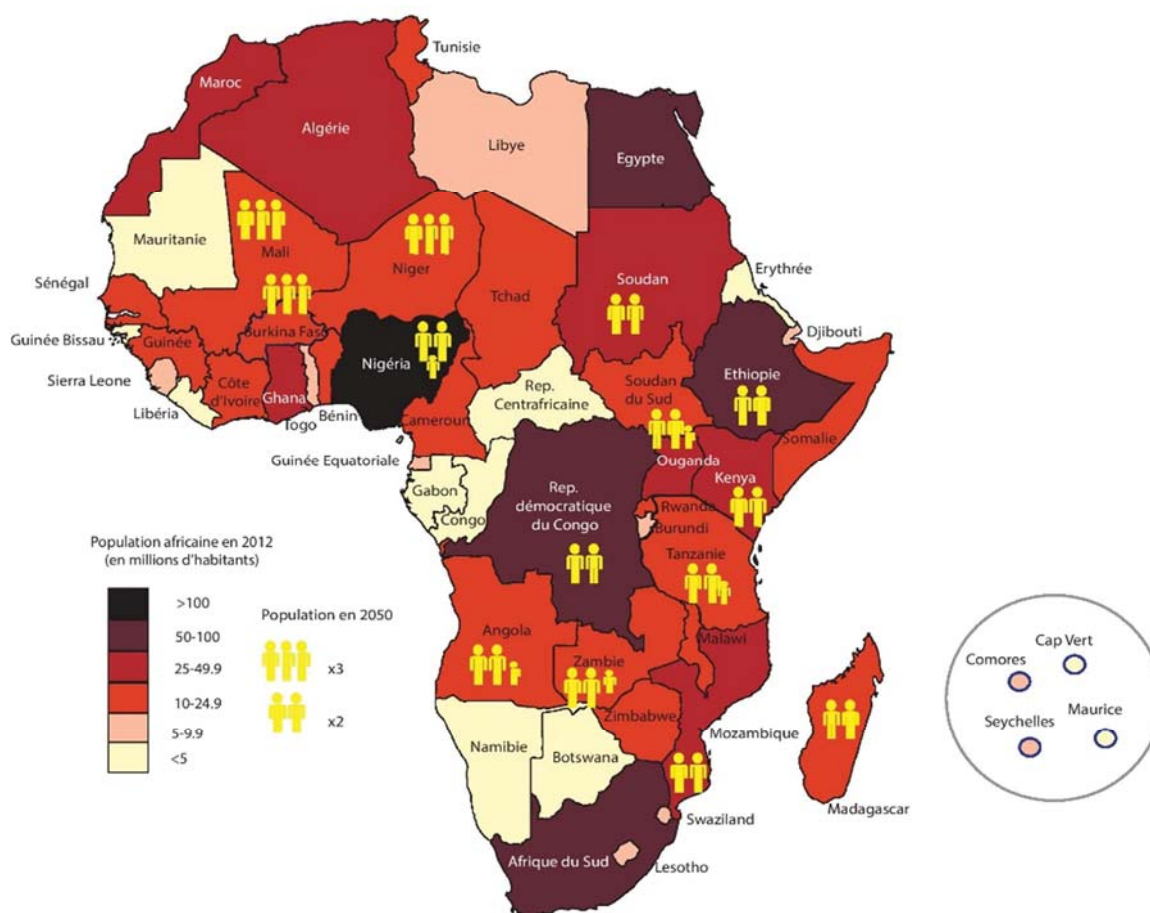 Tunisie
Maroc
Algérie
Libye
Egypte
Mauritanie
Mali
Niger
Tchad
Soudan
Erythrée
Sénégal
Djibouti
Guinée Bissau
Guinée
Burkina Faso
Nigéria
Ethiopie
Sierra Leone
Côte
d'Ivoire
Ghana
Togo
Bénin
Libéria
Cameroun
Rep.
Centrafricaine
Soudan
du Sud
Somalie
Guinée Equatoriale
Ouganda
Kenya
Gabon
Congo
Rep.
démocratique
du Congo
Rwanda
Burundi
Tanzanie
Population africaine en 2012
(en millions d'habitants)
>100
50-100
25-49.9
10-24.9
5-9.9
<5
Population en 2050
x3
x2
Angola
Zambie
Malawi
Zimbabwe
Mozambique
Namibie
Botswana
Madagascar
Swaziland
Afrique du Sud
Lesotho
Cap Vert
Comores
Maurice
Seychelles